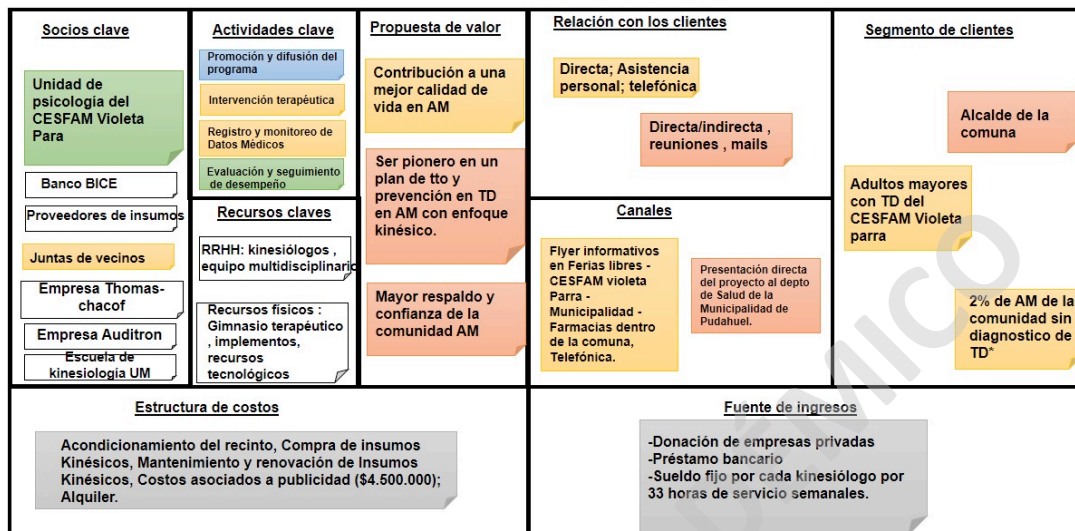 Socios clave
Unidad de
psicología del
CESFAM Violeta
Para
Banco BICE
Proveedores de insumos
Juntas de vecinos
Empresa Thomas-
chacof
Empresa Auditron
Escuela de
kinesiología UM
Actividades clave
Promoción y difusión del
programa
Intervención terapéutica
Registro y monitoreo de
Datos Médicos
Evaluación y seguimiento
de desempeño
Recursos claves
RRHH: kinesiólogos ,
equipo multidisciplinario
Recursos físicos :
Gimnasio terapéutico
, implementos,
recursos
tecnológicos
Propuesta de valor
Contribución a una
mejor calidad de
vida en AM
Ser pionero en un
plan de tto y
prevención en TD
en AM con enfoque
kinésico.
Mayor respaldo y
confianza de la
comunidad AM
Relación con los clientes
Directa; Asistencia
personal; telefónica
Directa/indirecta ,
reuniones , mails
Canales
Flyer informativos
en Ferias libres -
CESFAM violeta
Parra -
Municipalidad -
Farmacias dentro
de la comuna,
Telefónica.
Presentación directa
del proyecto al depto
de Salud de la
Municipalidad de
Pudahuel.
Segmento de clientes
Alcalde de la
comuna
Adultos mayores
con TD del
CESFAM Violeta
parra
2% de AM de la
comunidad sin
diagnostico de
TD*
Estructura de costos
Acondicionamiento del recinto, Compra de insumos
Kinésicos, Mantenimiento y renovación de Insumos
Kinésicos, Costos asociados a publicidad ($4.500.000);
Alquiler.
Fuente de ingresos
-Donación de empresas privadas
-Préstamo bancario
-Sueldo fijo por cada kinesiólogo por
33 horas de servicio semanales.